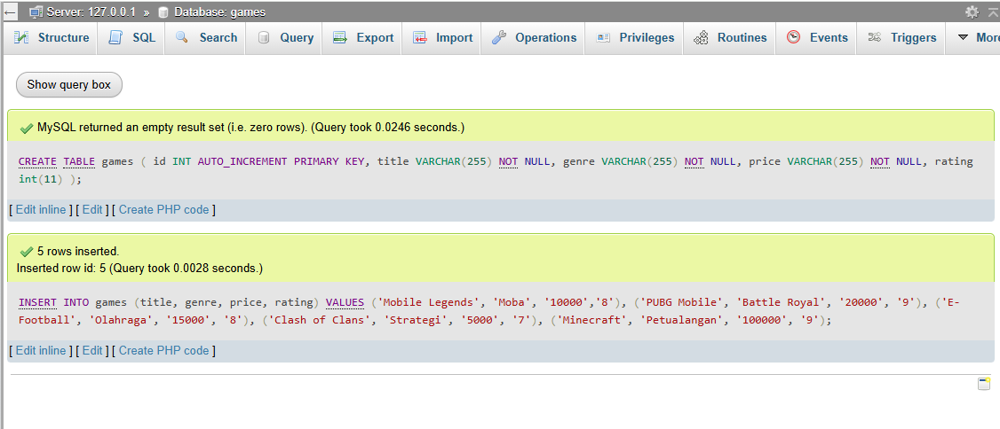 Server: 127.0.0.1 » Database: games
Structure SQL Search Query Export Import Operations Privileges Routines Events Triggers More
Show query box
MySQL returned an empty result set (i.e. zero rows). (Query took 0.0246 seconds.)
CREATE TABLE games ( id INT AUTO_INCREMENT PRIMARY KEY, title VARCHAR(255) NOT NULL, genre VARCHAR(255) NOT NULL, price VARCHAR(255) NOT NULL, rating
int(11) );
[ Edit inline ] [ Edit ] [ Create PHP code ]
5 rows inserted.
Inserted row id: 5 (Query took 0.0028 seconds.)
INSERT INTO games (title, genre, price, rating) VALUES ('Mobile Legends', 'Moba', '10000','8'), ('PUBG Mobile', 'Battle Royal', '20000', '9'), ('E-
Football', 'Olahraga', '15000', '8'), ('Clash of Clans', 'Strategi', '5000', '7'), ('Minecraft', 'Petualangan', '100000', '9');
[ Edit inline ] [ Edit ] [ Create PHP code ]